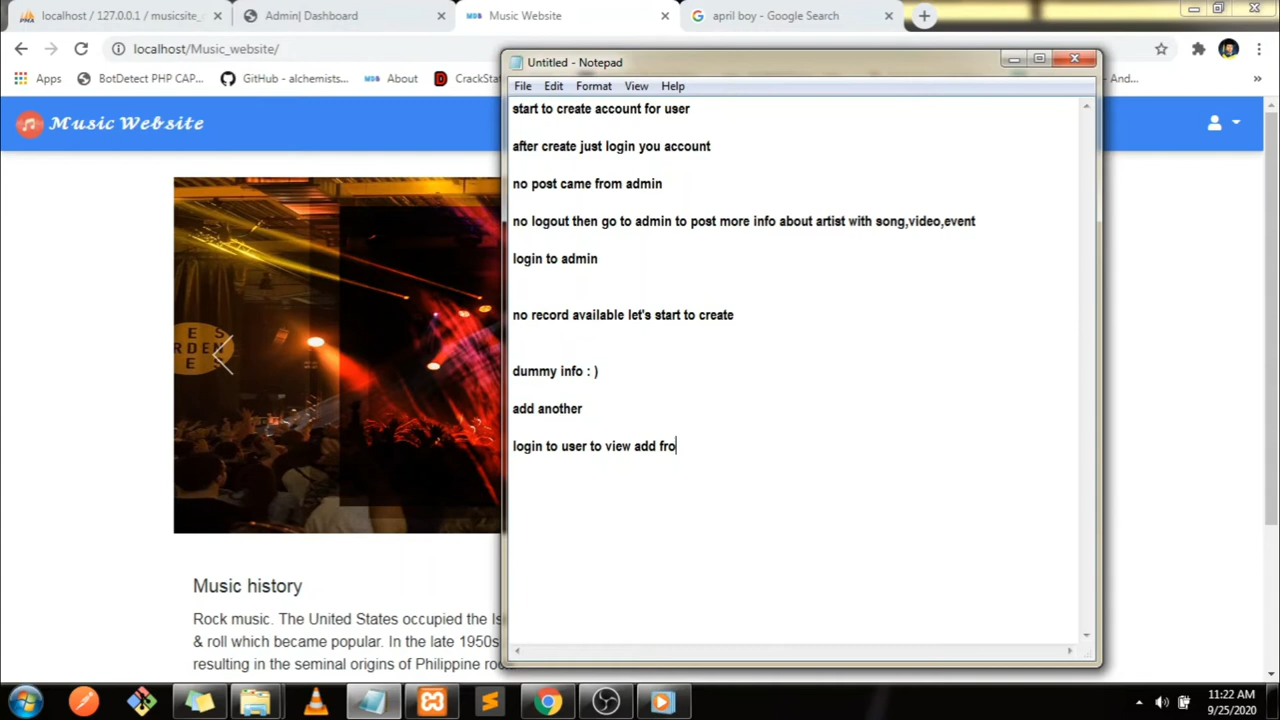 localhost / 127.0.0.1 / musicsite_
Admin| Dashboard
Music Website
april boy - Google Search
localhost/Music_website/
Apps
BotDetect PHP CAP...
GitHub - alchemists...
About
CrackSta
And...
Untitled - Notepad
File Edit Format View Help
Music Website
start to create account for user
after create just login you account
no post came from admin
no logout then go to admin to post more info about artist with song,video,event
login to admin
no record available let's start to create
dummy info : )
add another
login to user to view add fro
Music history
Rock music. The United States occupied the
& roll which became popular. In the late 1950s
resulting in the seminal origins of Philippine
11:22 AM
9/25/2020